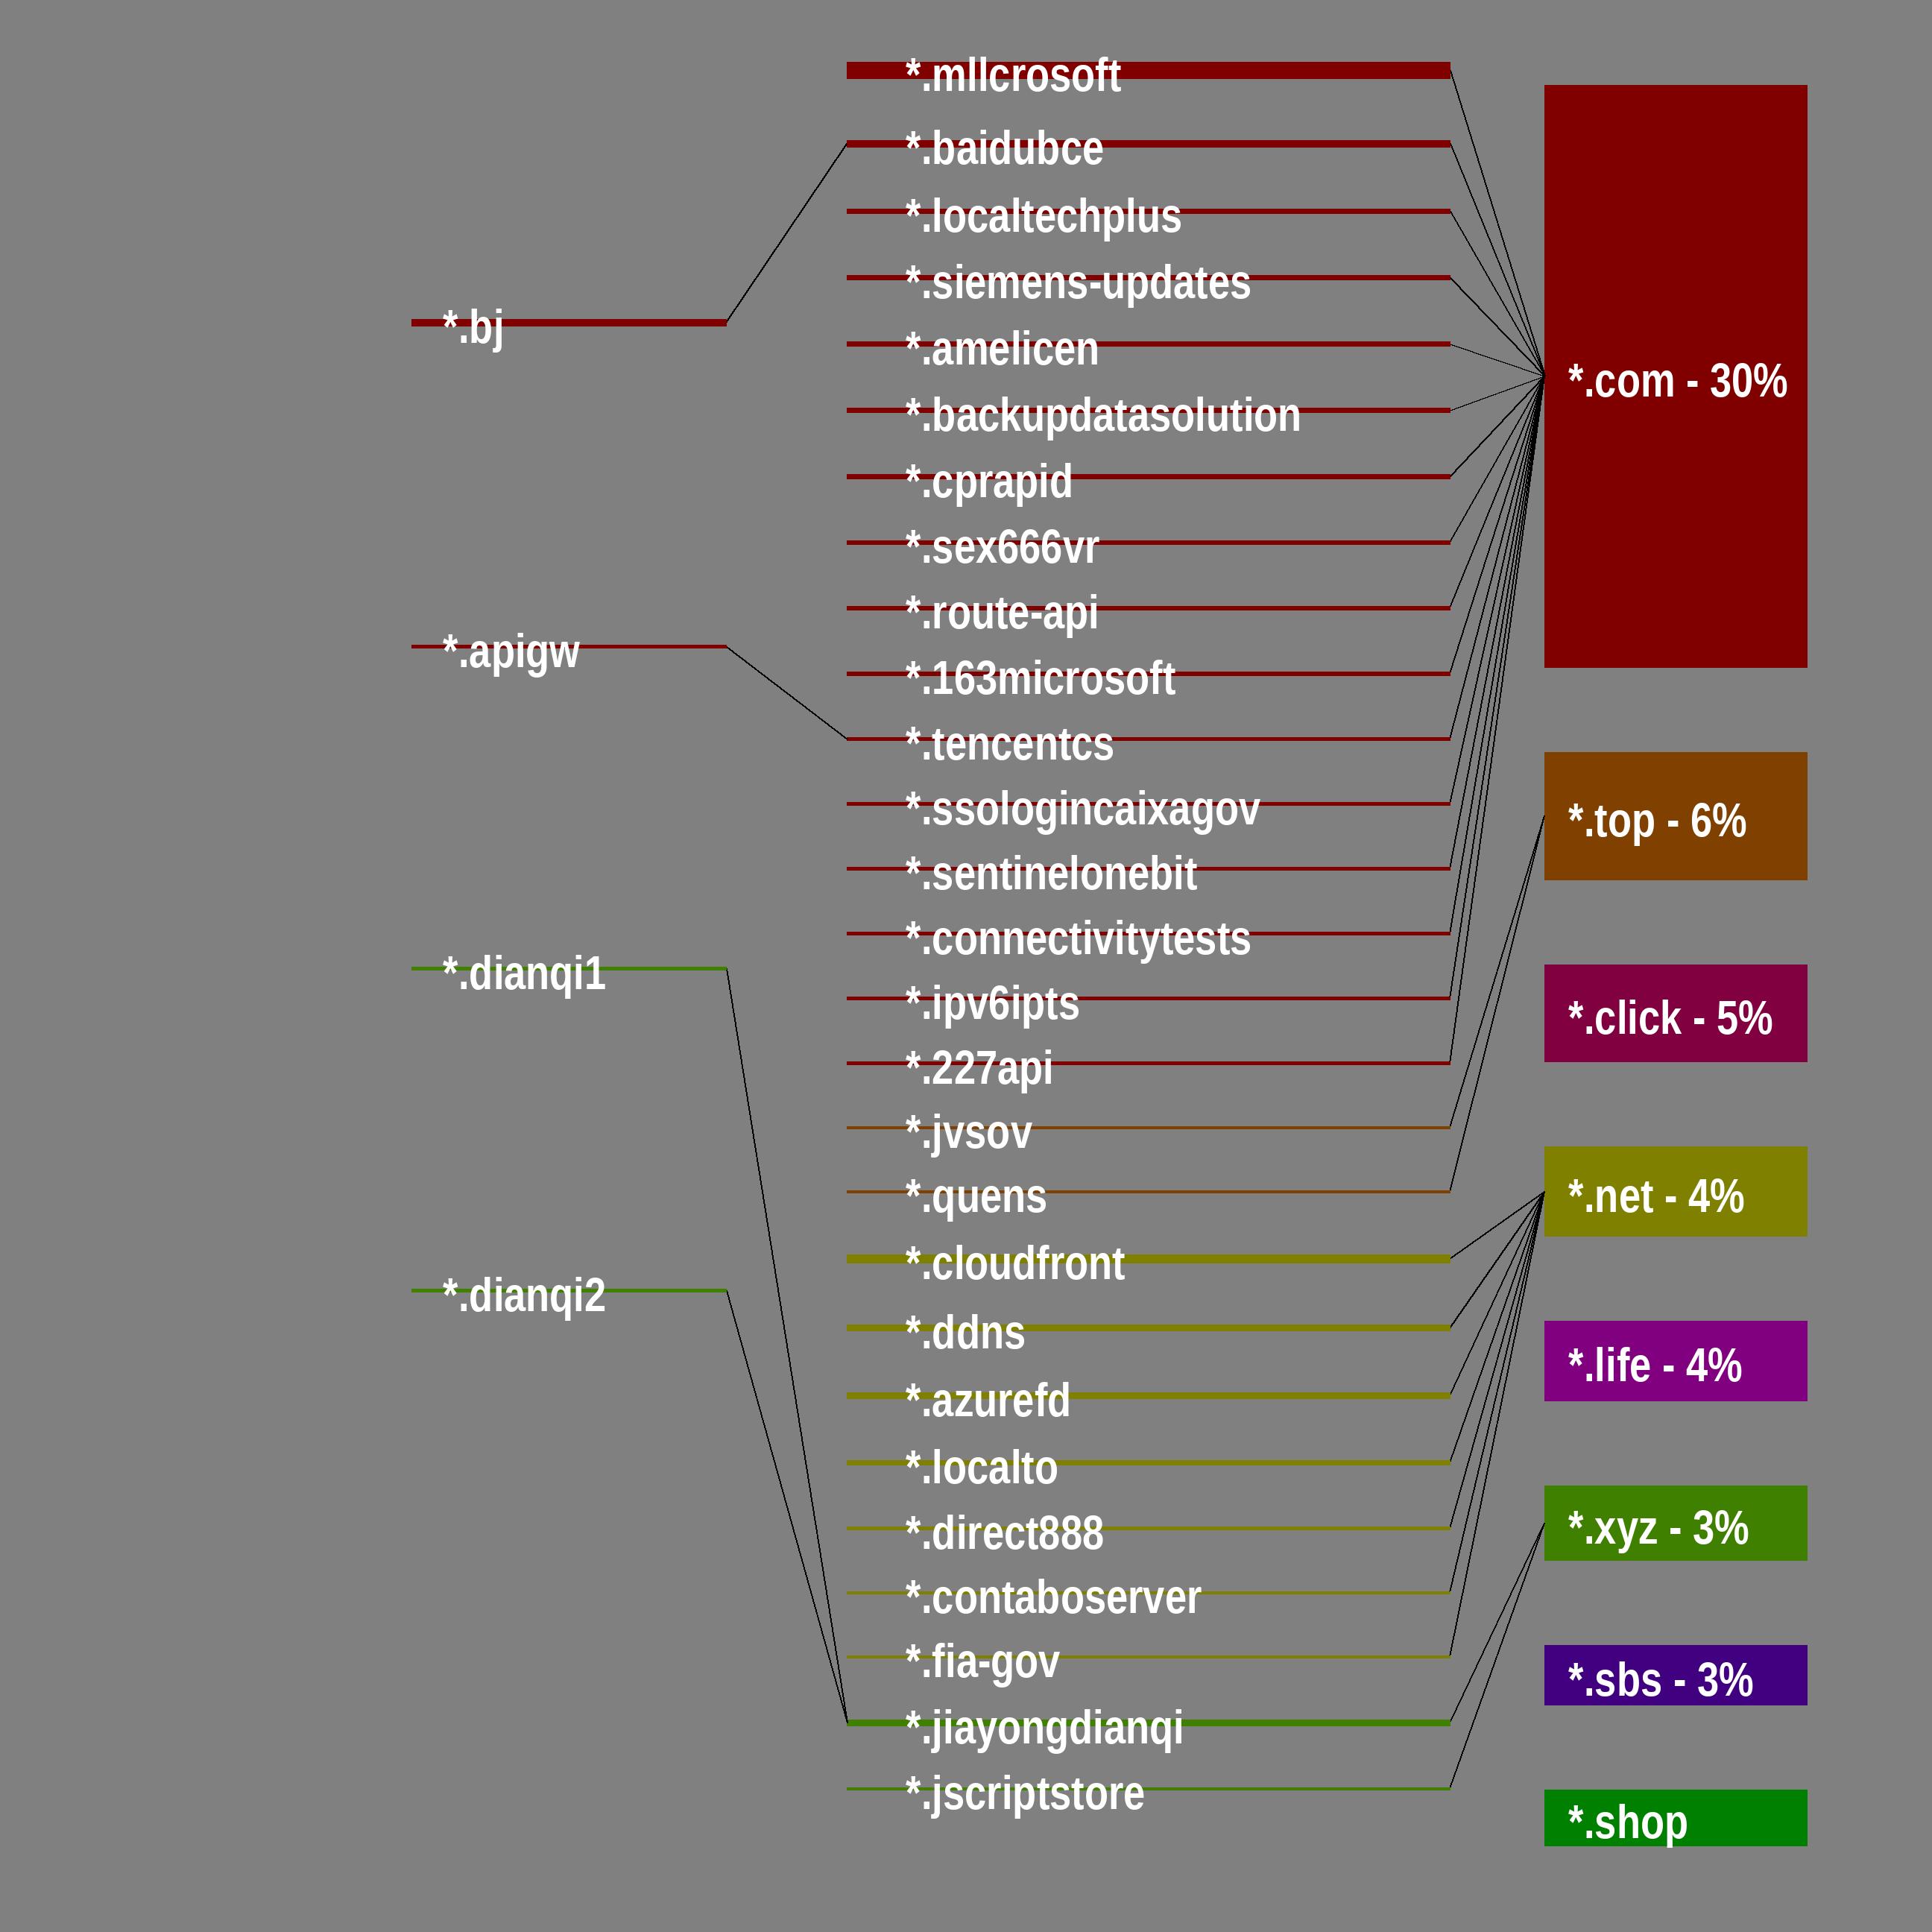 *.bj
*.apigw
*.dianqi1
*.dianqi2
*.mllcrosoft
*.baidubce
*.localtechplus
*.siemens-updates
*.amelicen
*.backupdatasolution
*.cprapid
*.sex666vr
*.route-api
*.163microsoft
*.tencentcs
*.ssologincaixagov
*.sentinelonebit
*.connectivitytests
*.ipv6ipts
*.227api
*.jvsov
*.quens
*.cloudfront
*.ddns
*.azurefd
*.localto
*.direct888
*.contaboserver
*.fia-gov
*.jiayongdianqi
*.jscriptstore
*.com - 30%
*.top - 6%
*.click - 5%
*.net - 4%
*.life - 4%
*.xyz - 3%
*.sbs - 3%
*.shop